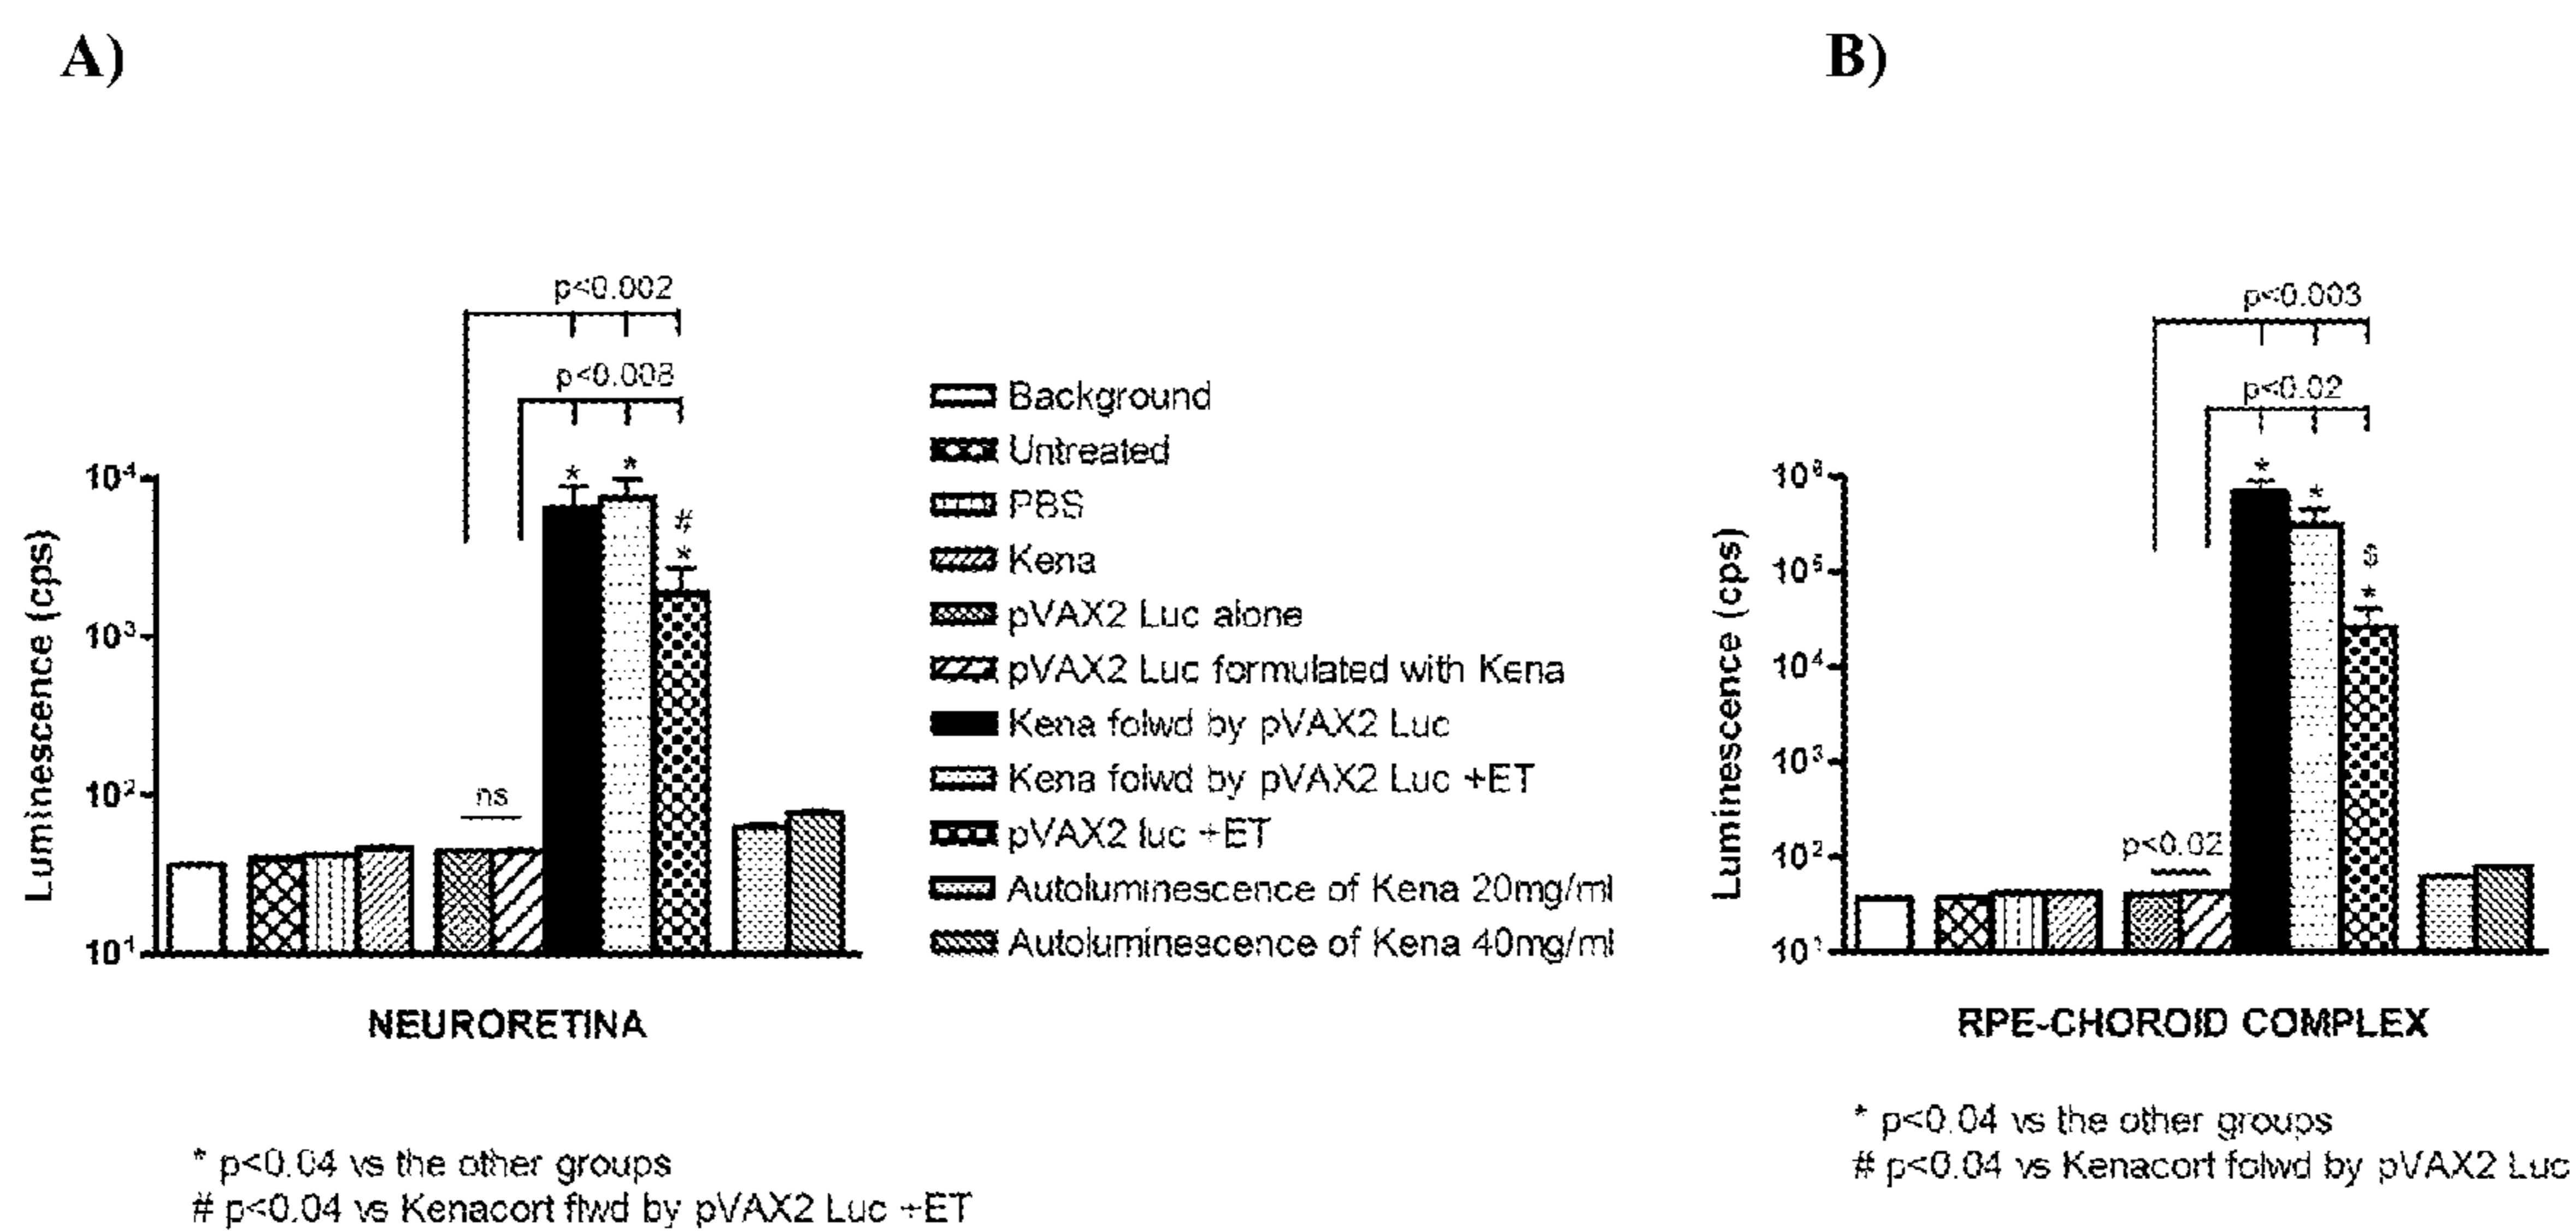 A)
p<0.002
p<0.008
* *
#
*
ns
10⁴
10³
10²
10¹
Luminescence (cps)
NEURORETINA
* p<0.04 vs the other groups
# p<0.04 vs Kenacort flwd by pVAX2 Luc +ET
Background
Untreated
PBS
Kena
pVAX2 Luc alone
pVAX2 Luc formulated with Kena
Kena folwd by pVAX2 Luc
Kena folwd by pVAX2 Luc +ET
pVAX2 luc +ET
Autoluminescence of Kena 20mg/ml
Autoluminescence of Kena 40mg/ml
B)
p<0.003
p<0.02
*
*
*
p<0.02
10⁶
10⁵
10⁴
10³
10²
10¹
Luminescence (cps)
RPE-CHOROID COMPLEX
* p<0.04 vs the other groups
# p<0.04 vs Kenacort folwd by pVAX2 Luc